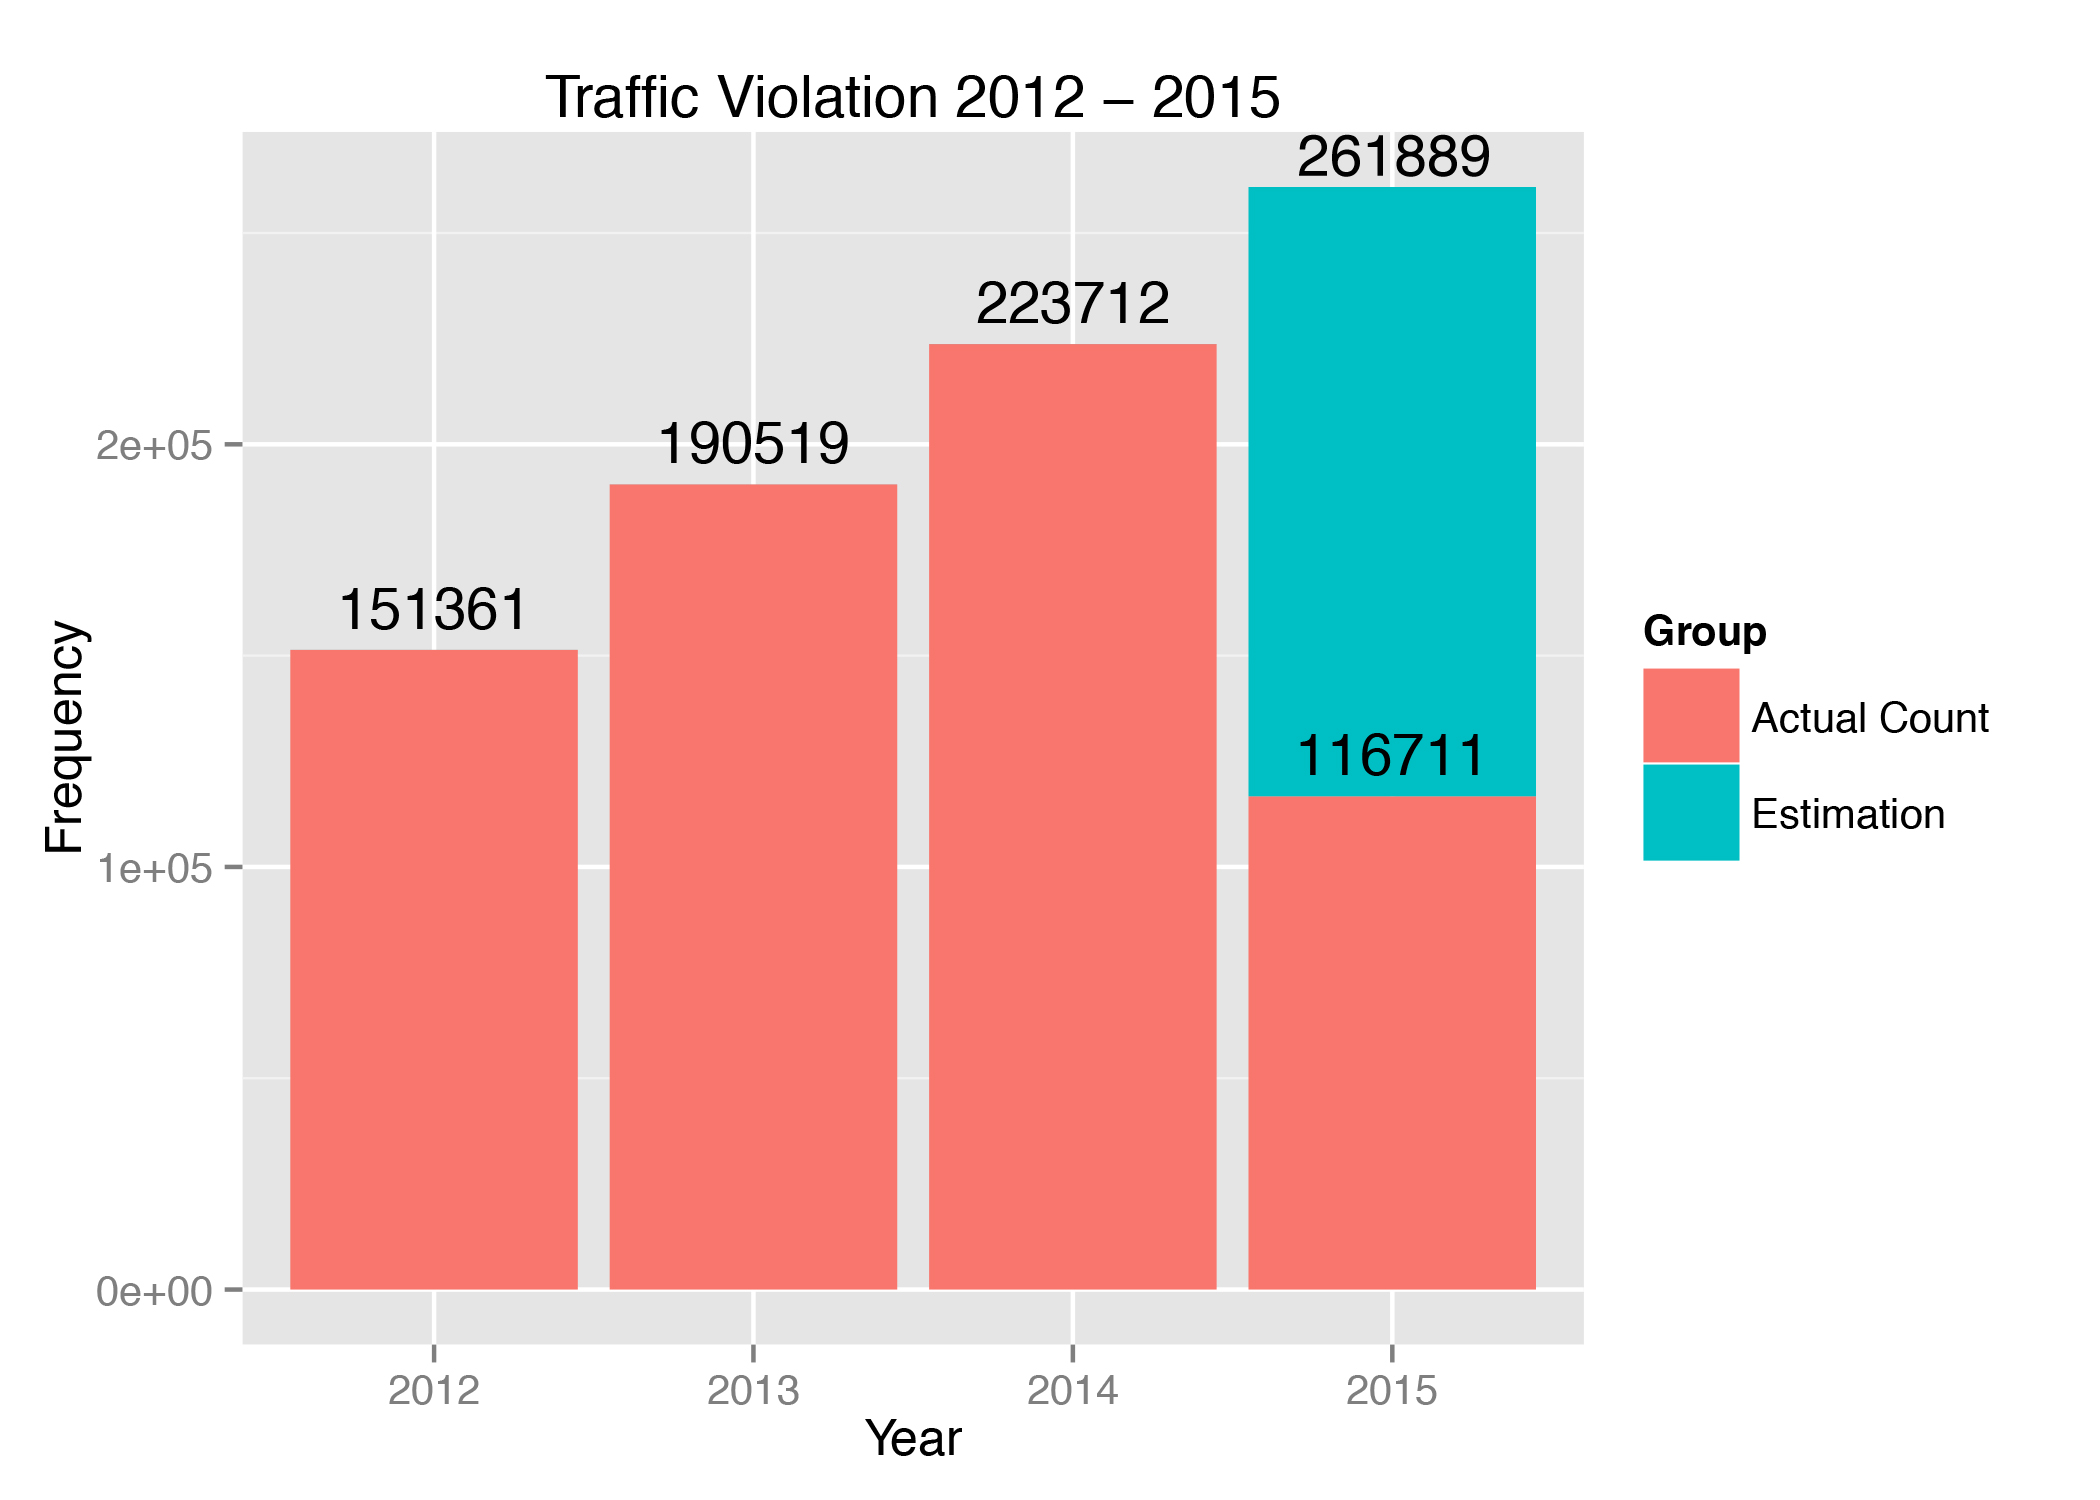 Traffic Violation 2012 – 2015
261889
223712
190519
151361
116711
2e+05
1e+05
0e+00
Frequency
2012
2013
2014
2015
Year
Group
Actual Count
Estimation